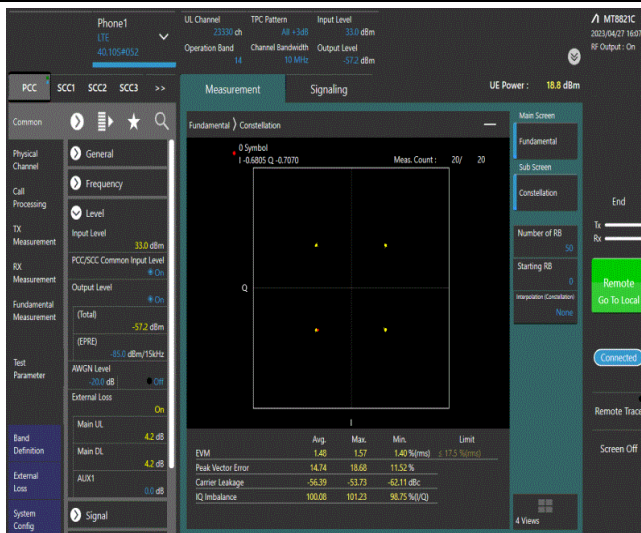 Phone1
LTE
40.105#052
UL Channel
23330 ch
TPC Pattern
All +3dB
Input Level
33.0 dBm
Operation Band
14
Channel Bandwidth
10 MHz
Output Level
-57.2 dBm
MT8821C
2023/04/27 16:07
RF Output : On
PCC SCC1 SCC2 SCC3 >>
Measurement Signaling
UE Power : 18.8 dBm
Common
Physical
Channel
Call
Processing
TX
Measurement
RX
Measurement
Fundamental
Measurement
Test
Parameter
Band
Definition
External
Loss
System
Config
General
Frequency
Level
Input Level
33.0 dBm
PCC/SCC Common Input Level
On
Output Level
On
(Total)
-57.2 dBm
(EPRE)
-85.0 dBm/15kHz
AWGN Level
-20.0 dB Off
External Loss
On
Main UL
4.2 dB
Main DL
4.2 dB
AUX1
0.0 dB
Signal
Fundamental Constellation
0 Symbol
I -0.6805 Q -0.7070
Meas. Count : 20/ 20
Q
I
Avg. Max. Min. Limit
EVM 1.48 1.57 1.40 %(rms) ≤ 17.5 %(rms)
Peak Vector Error 14.74 18.68 11.52 %
Carrier Leakage -56.39 -53.73 -62.11 dBc
IQ Imbalance 100.08 101.23 98.75 %(I/Q)
Main Screen
Fundamental
Sub Screen
Constellation
Number of RB
50
Starting RB
0
Interpolation (Constellation)
None
4 Views
End
Tx
Rx
Remote
Go To Local
Connected
Remote Trace
Screen Off